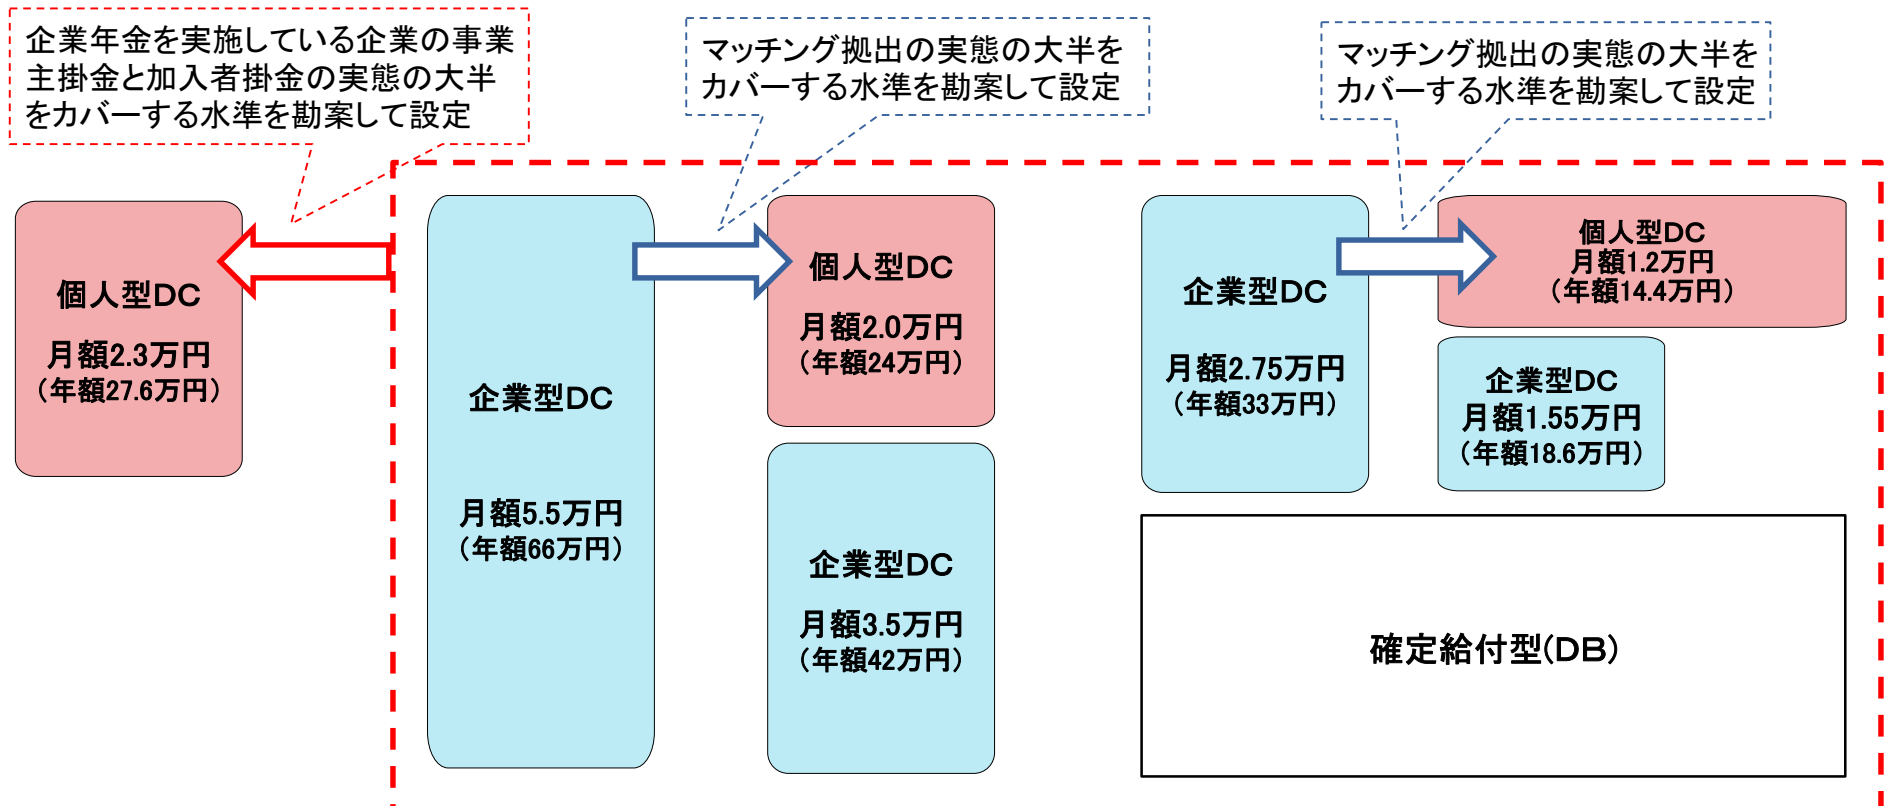 企業年金を実施している企業の事業
主掛金と加入者掛金の実態の大半
をカバーする水準を勘案して設定
マッチング拠出の実態の大半を
カバーする水準を勘案して設定
マッチング拠出の実態の大半を
カバーする水準を勘案して設定
個人型DC
月額2.3万円
（年額27.6万円）
企業型DC
月額5.5万円
（年額66万円）
個人型DC
月額2.0万円
（年額24万円）
企業型DC
月額3.5万円
（年額42万円）
企業型DC
月額2.75万円
（年額33万円）
個人型DC
月額1.2万円
（年額14.4万円）
企業型DC
月額1.55万円
（年額18.6万円）
確定給付型(DB)